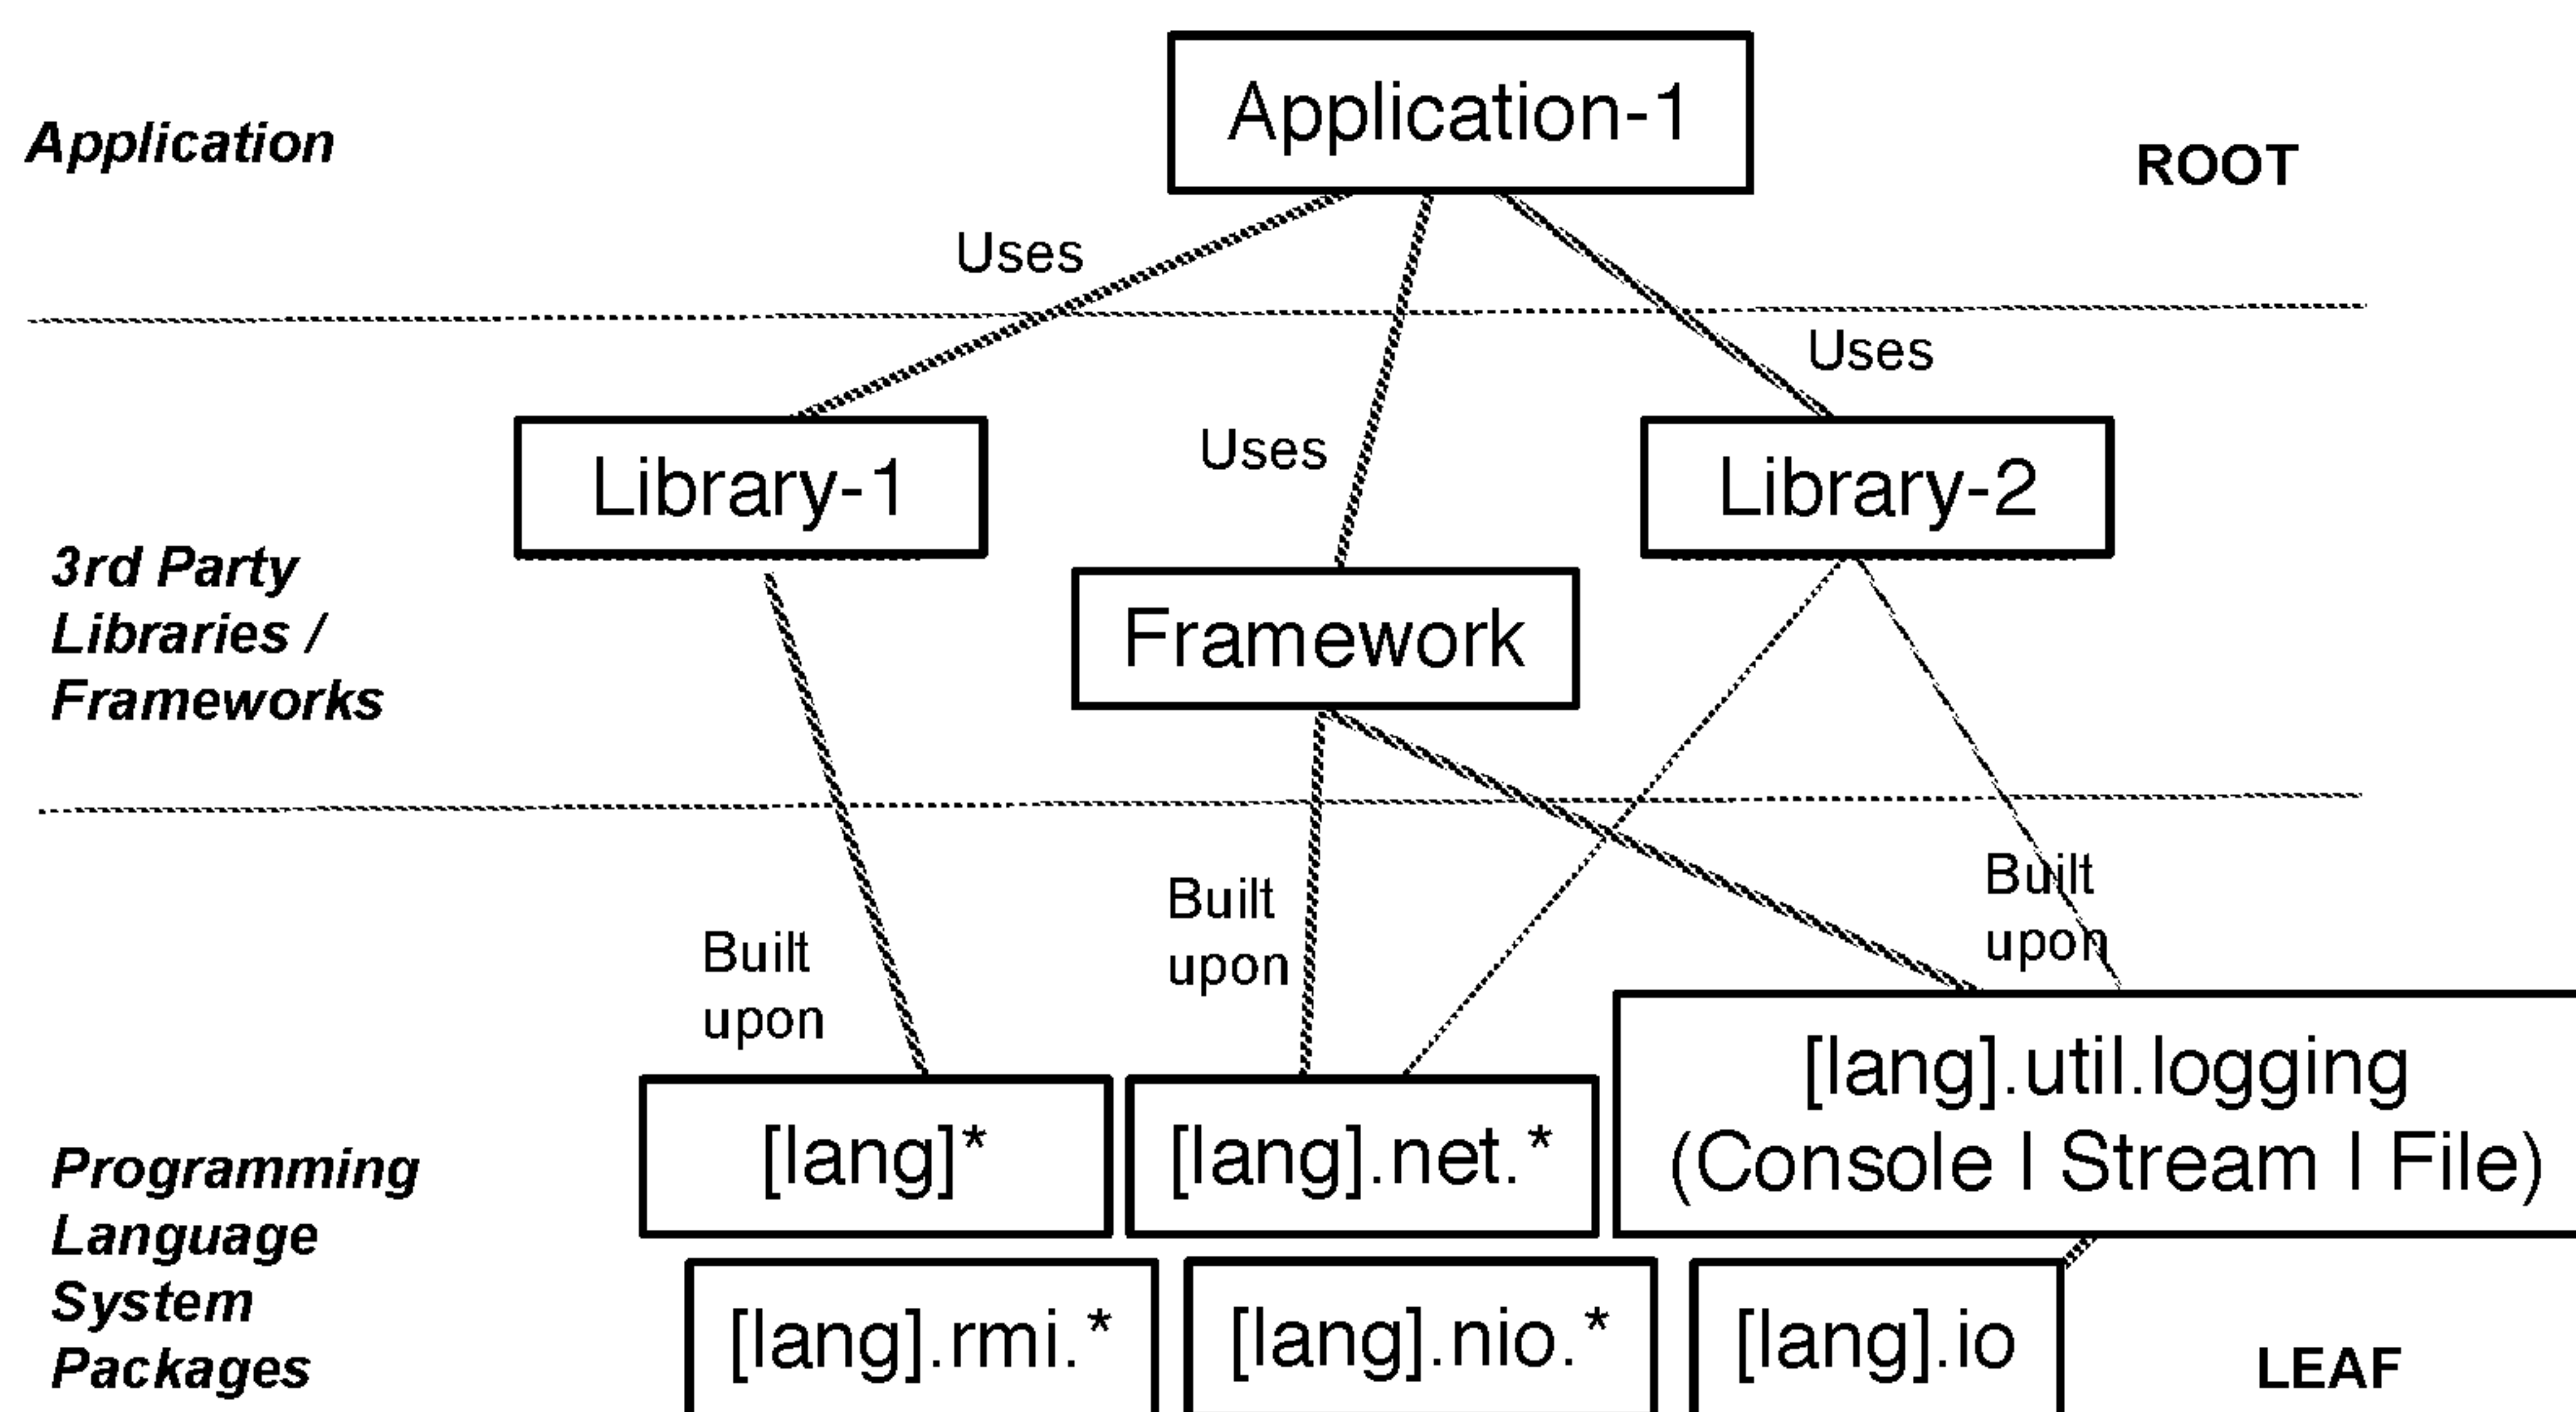 Application-1
Application
ROOT
Uses
Uses
Uses
Library-1
Library-2
3rd Party
Libraries /
Frameworks
Framework
Built
upon
Built
upon
Built
upon
[lang]*
[lang].net.*
[lang].util.logging
(Console | Stream | File)
Programming
Language
System
Packages
[lang].rmi.*
[lang].nio.*
[lang].io
LEAF